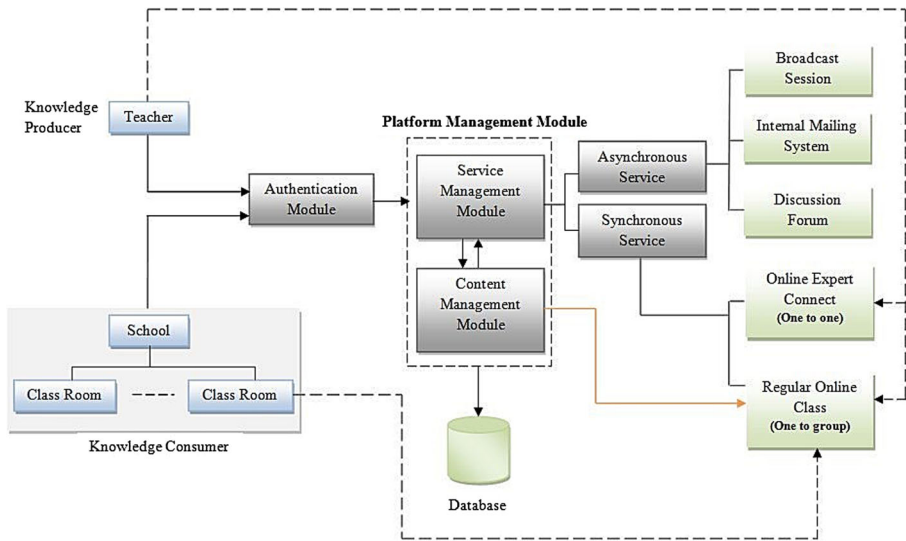 Knowledge
Producer
Teacher
Authentication
Module
School
Class Room
Class Room
Knowledge Consumer
Platform Management Module
Service
Management
Module
Content
Management
Module
Database
Asynchronous
Service
Synchronous
Service
Broadcast
Session
Internal Mailing
System
Discussion
Forum
Online Expert
Connect
(One to one)
Regular Online
Class
(One to group)